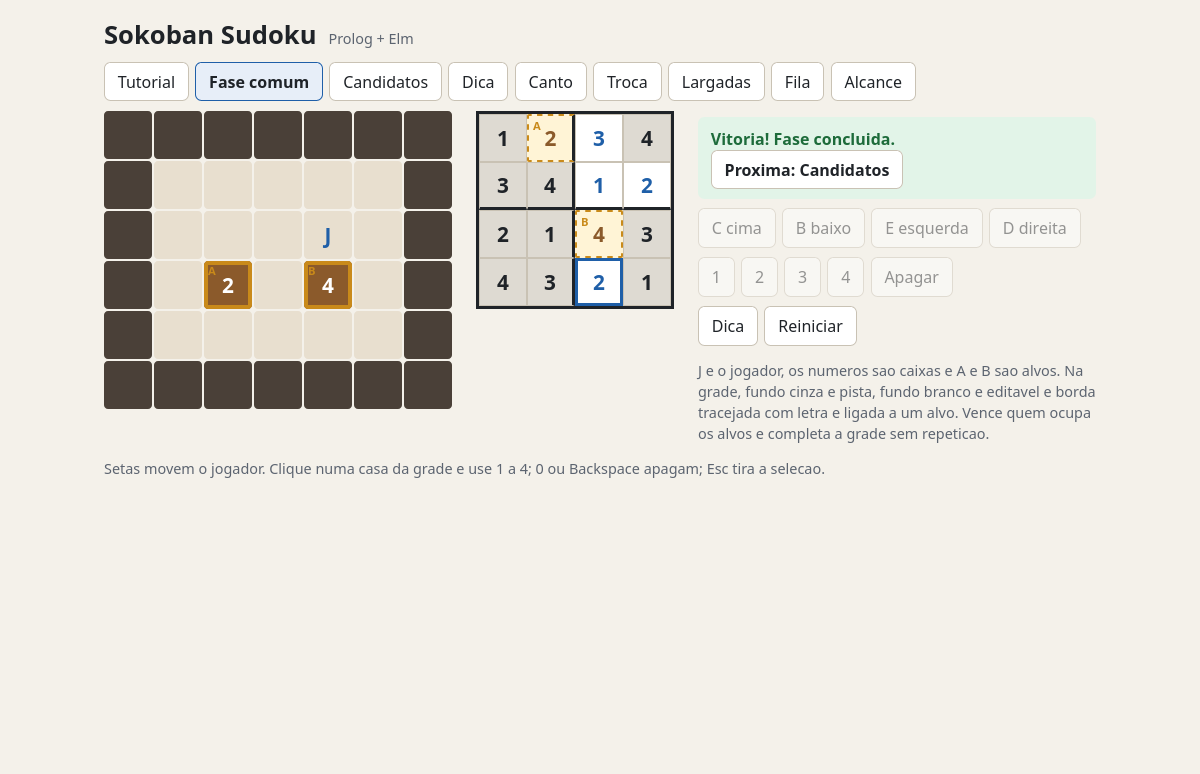 Sokoban Sudoku Prolog + Elm
Tutorial Fase comum Candidatos Dica Canto Troca Largadas Fila Alcance
J
A 2 B 4
1 A 2 3 4
3 4 1 2
2 1 B 4 3
4 3 2 1
Vitoria! Fase concluida.
Proxima: Candidatos
C cima B baixo E esquerda D direita
1 2 3 4 Apagar
Dica Reiniciar
J e o jogador, os numeros sao caixas e A e B sao alvos. Na
grade, fundo cinza e pista, fundo branco e editavel e borda
tracejada com letra e ligada a um alvo. Vence quem ocupa
os alvos e completa a grade sem repeticao.
Setas movem o jogador. Clique numa casa da grade e use 1 a 4; 0 ou Backspace apagam; Esc tira a selecao.